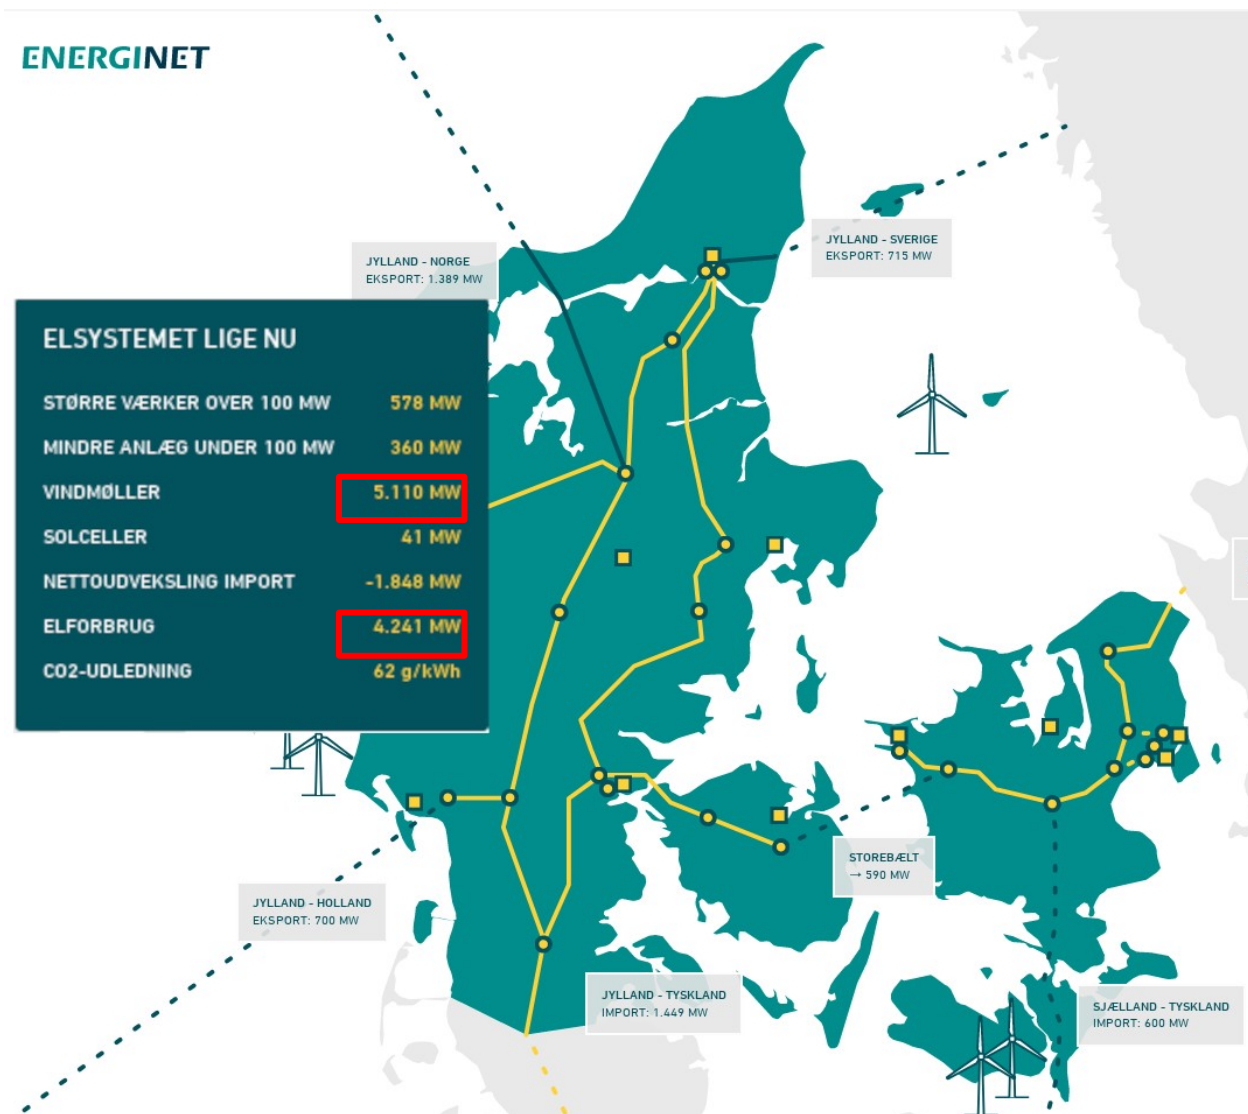 ENERGINET
JYLLAND - SVERIGE
EKSPORT: 715 MW
JYLLAND - NORGE
EKSPORT: 1.389 MW
ELSYSTEMET LIGE NU
STØRRE VÆRKER OVER 100 MW 578 MW
MINDRE ANLÆG UNDER 100 MW 360 MW
VINDMØLLER 5.110 MW
SOLCELLER 41 MW
NETTOUDVEKSLING IMPORT -1.848 MW
ELFORBRUG 4.241 MW
CO2-UDLEDNING 62 g/kWh
STOREBÆLT
→ 590 MW
JYLLAND - HOLLAND
EKSPORT: 700 MW
JYLLAND - TYSKLAND
IMPORT: 1.449 MW
SJÆLLAND - TYSKLAND
IMPORT: 600 MW